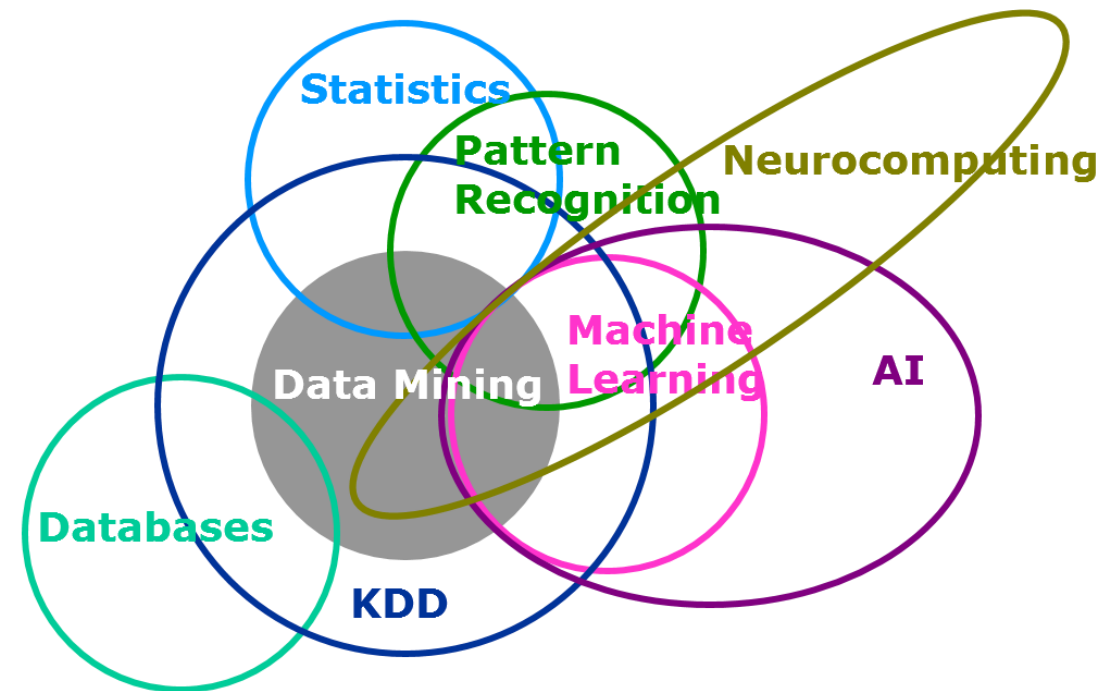 Statistics
Pattern
Recognition
Neurocomputing
Machine
Learning
AI
Data Mining
Databases
KDD